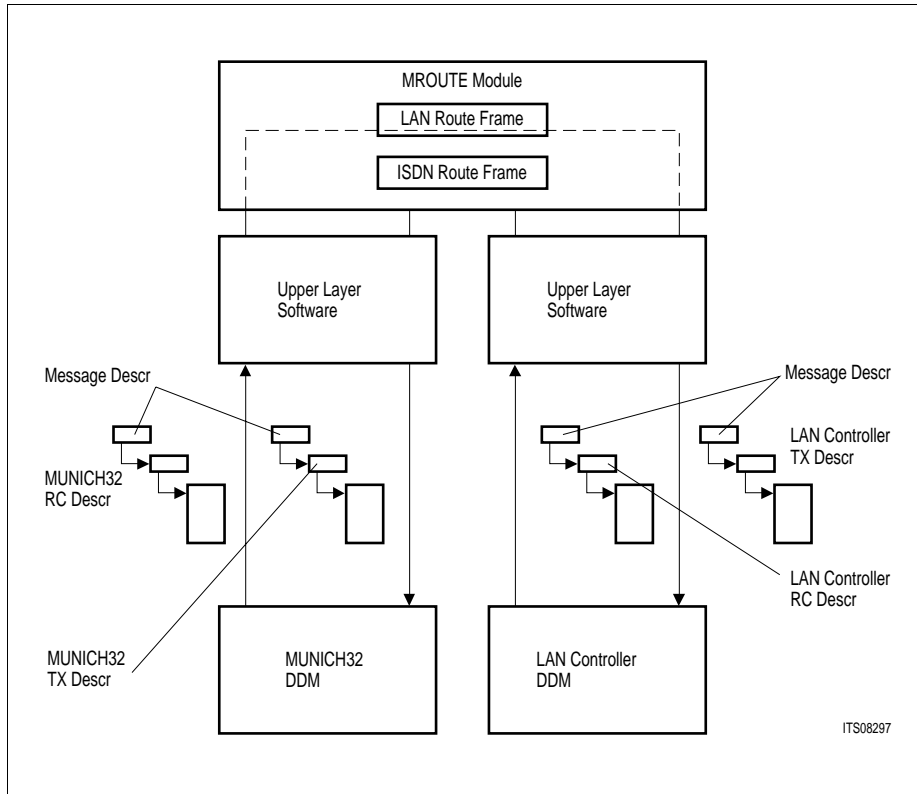 MROUTE Module
LAN Route Frame
ISDN Route Frame
Upper Layer
Software
Upper Layer
Software
Message Descr
Message Descr
MUNICH32
RC Descr
LAN Controller
TX Descr
LAN Controller
RC Descr
MUNICH32
TX Descr
MUNICH32
DDM
LAN Controller
DDM
ITS08297